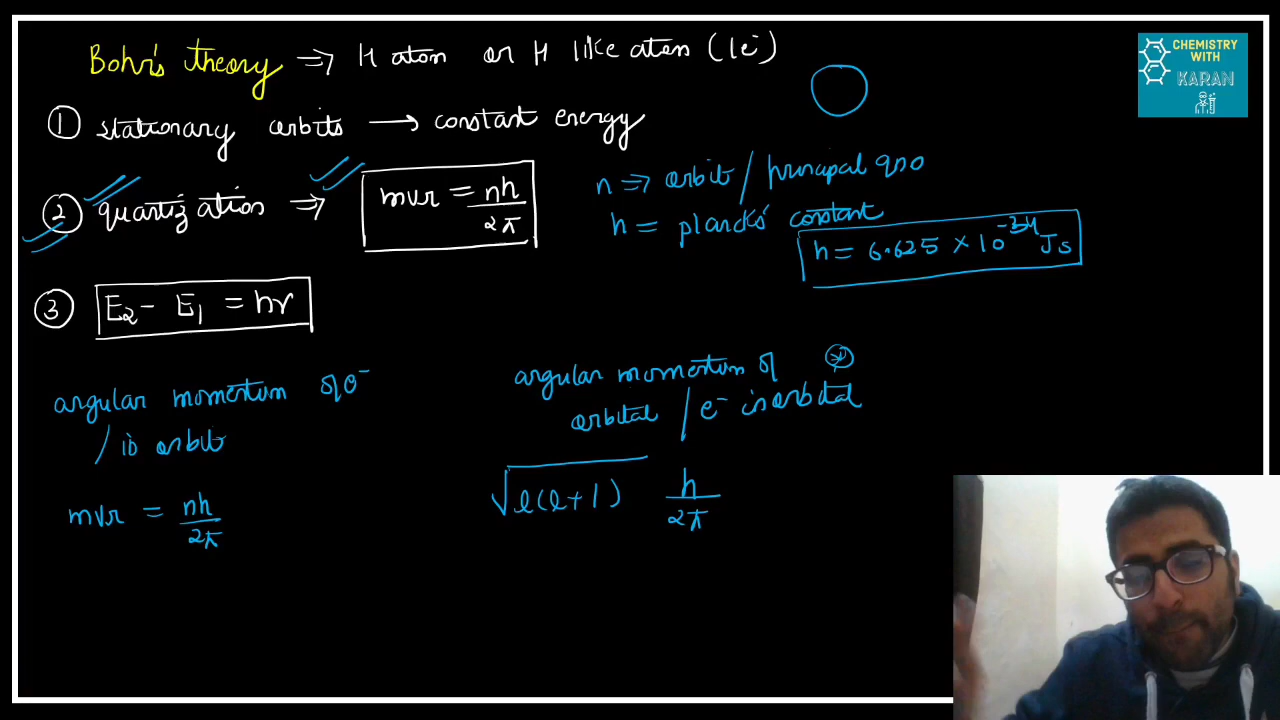 Bohr's theory ⇒ H atom or H like atom (1e⁻)
CHEMISTRY
WITH
KARAN
① stationary orbits → constant energy
② quantization ⇒ mvr = nh/2π
n ⇒ orbit / principal q no
h = plancks' constant
h = 6.625 × 10⁻³⁴ Js
③ E₂ - E₁ = hν
angular momentum of e⁻
/ in orbit
mvr = nh/2π
angular momentum of
orbital / e⁻ in orbital
√l(l+1) h/2π